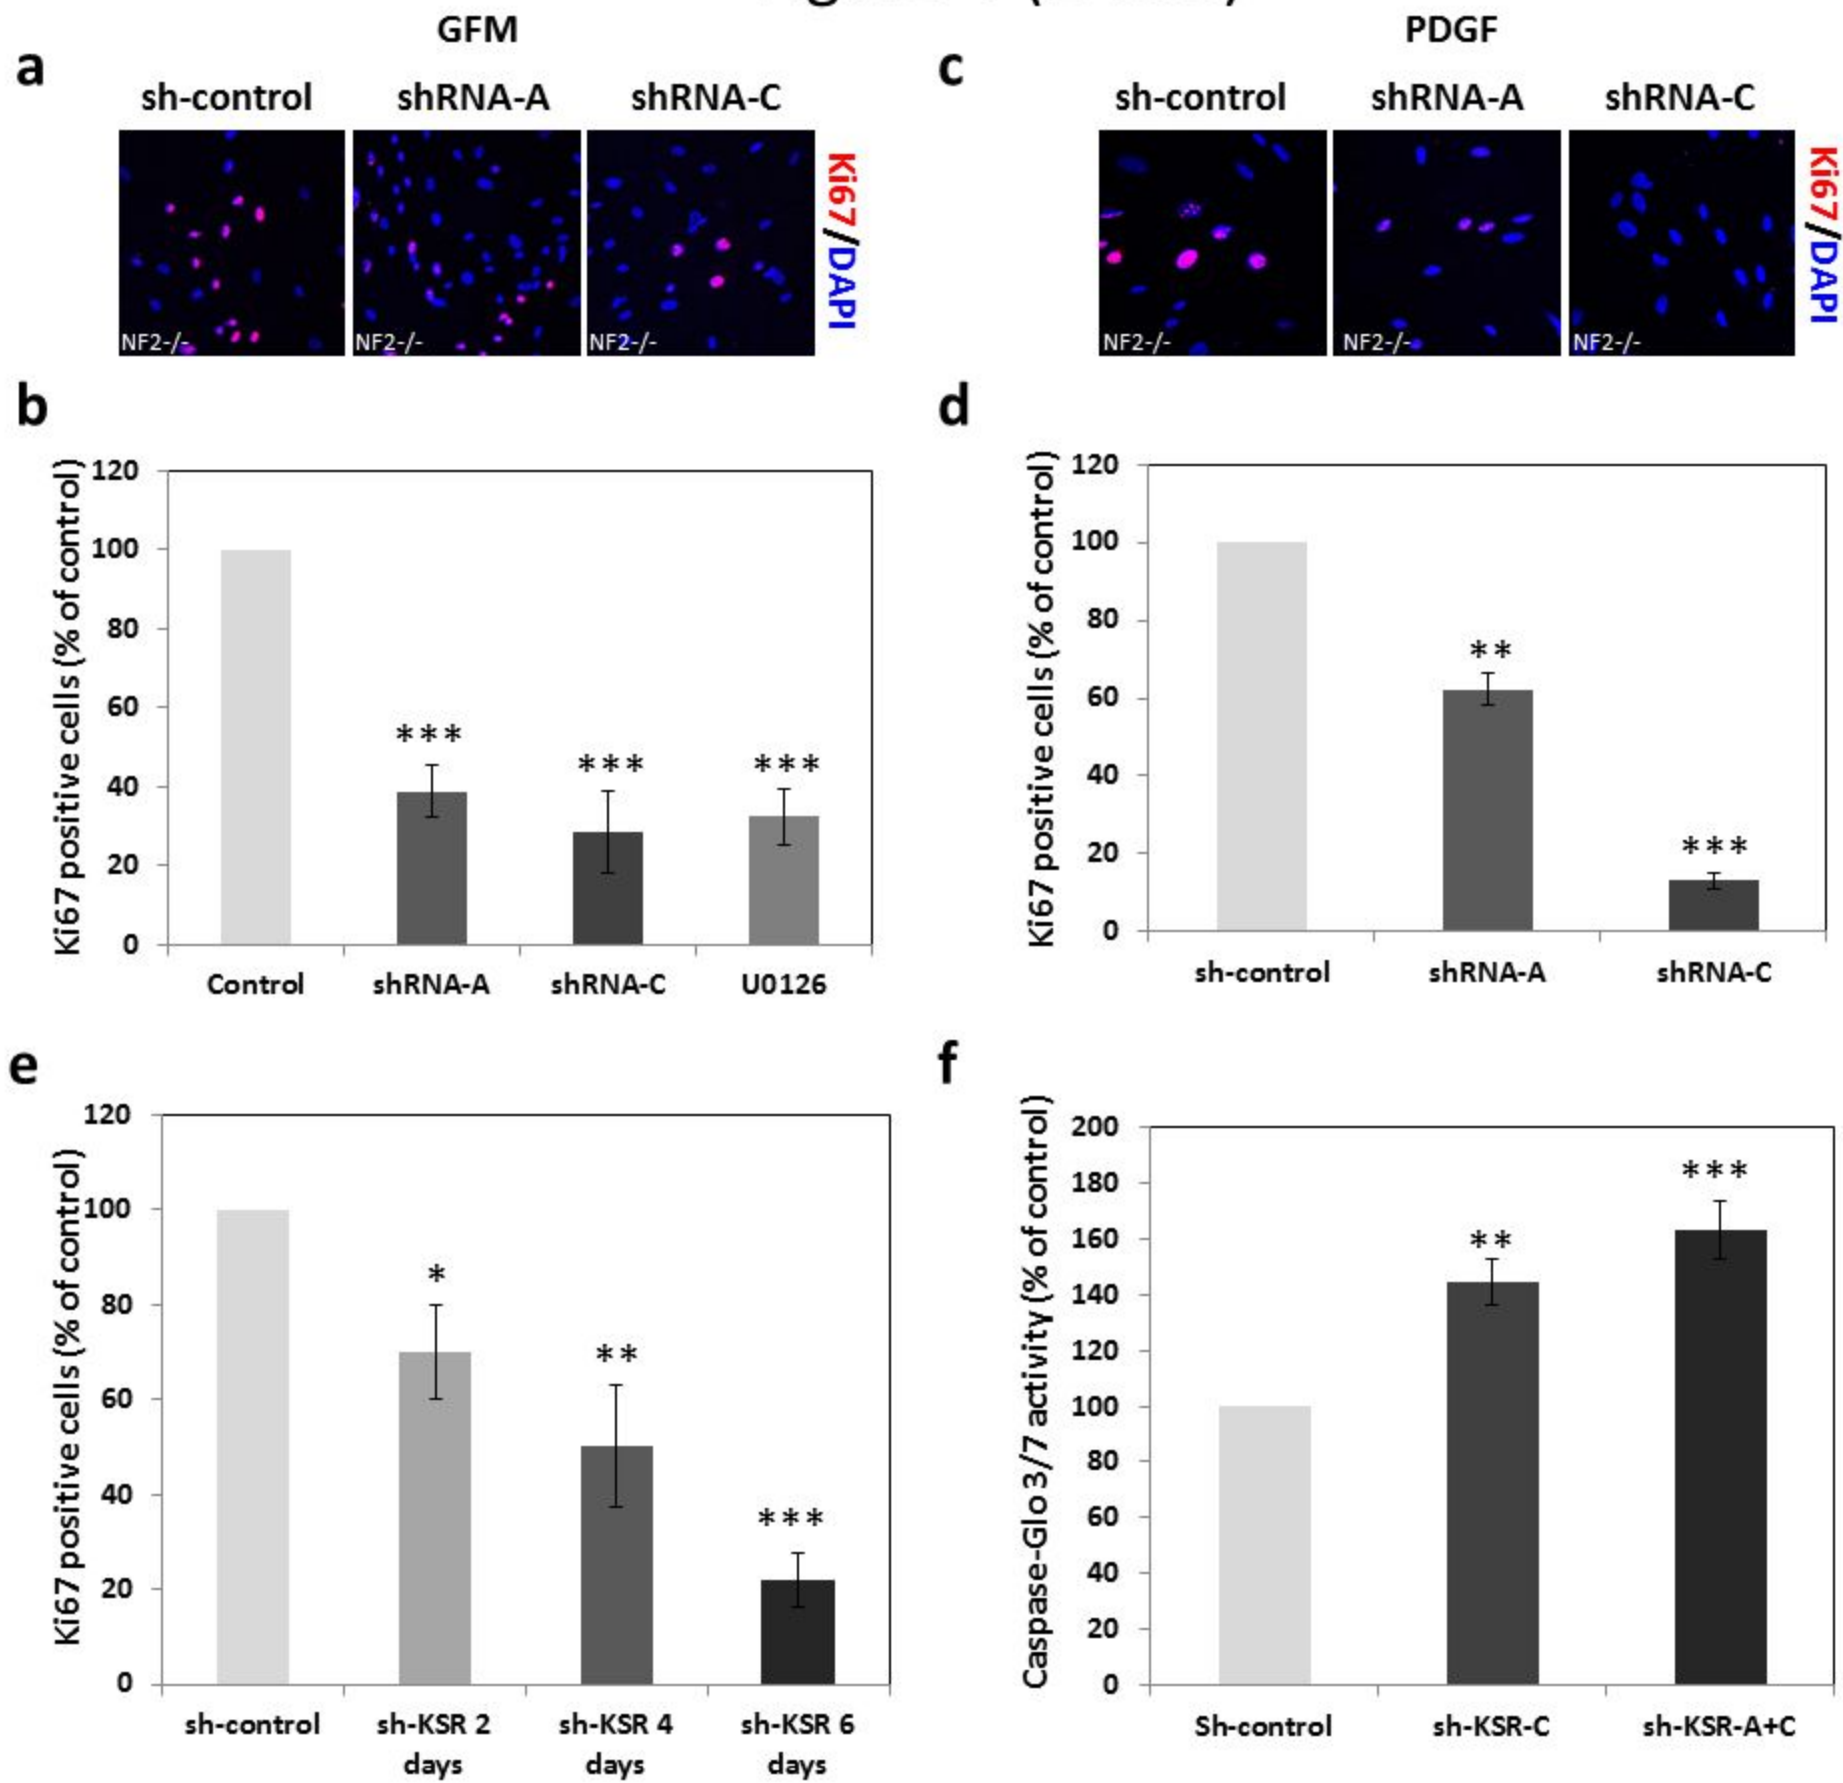 GFM
a
sh-control shRNA-A shRNA-C
NF2-/- NF2-/- NF2-/-
Ki67/DAPI
PDGF
c
sh-control shRNA-A shRNA-C
NF2-/- NF2-/- NF2-/-
Ki67/DAPI
b
Ki67 positive cells (% of control)
120
100
80
60
40
20
0
***
***
***
Control shRNA-A shRNA-C U0126
d
Ki67 positive cells (% of control)
120
100
80
60
40
20
0
**
***
sh-control shRNA-A shRNA-C
e
Ki67 positive cells (% of control)
120
100
80
60
40
20
0
*
**
***
sh-control sh-KSR 2 sh-KSR 4 sh-KSR 6
days days days
f
Caspase-Glo 3/7 activity (% of control)
200
180
160
140
120
100
80
60
40
20
0
**
***
Sh-control sh-KSR-C sh-KSR-A+C